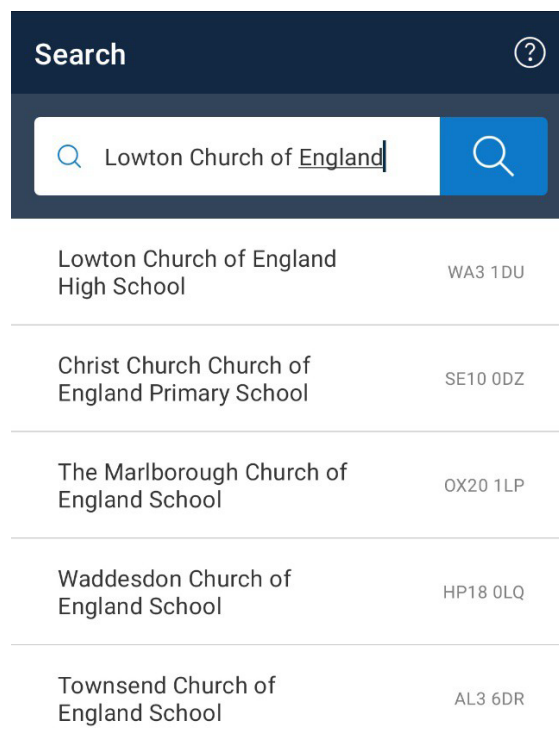 Search
Lowton Church of England
Lowton Church of England
High School
WA3 1DU
Christ Church Church of
England Primary School
SE10 0DZ
The Marlborough Church of
England School
OX20 1LP
Waddesdon Church of
England School
HP18 0LQ
Townsend Church of
England School
AL3 6DR